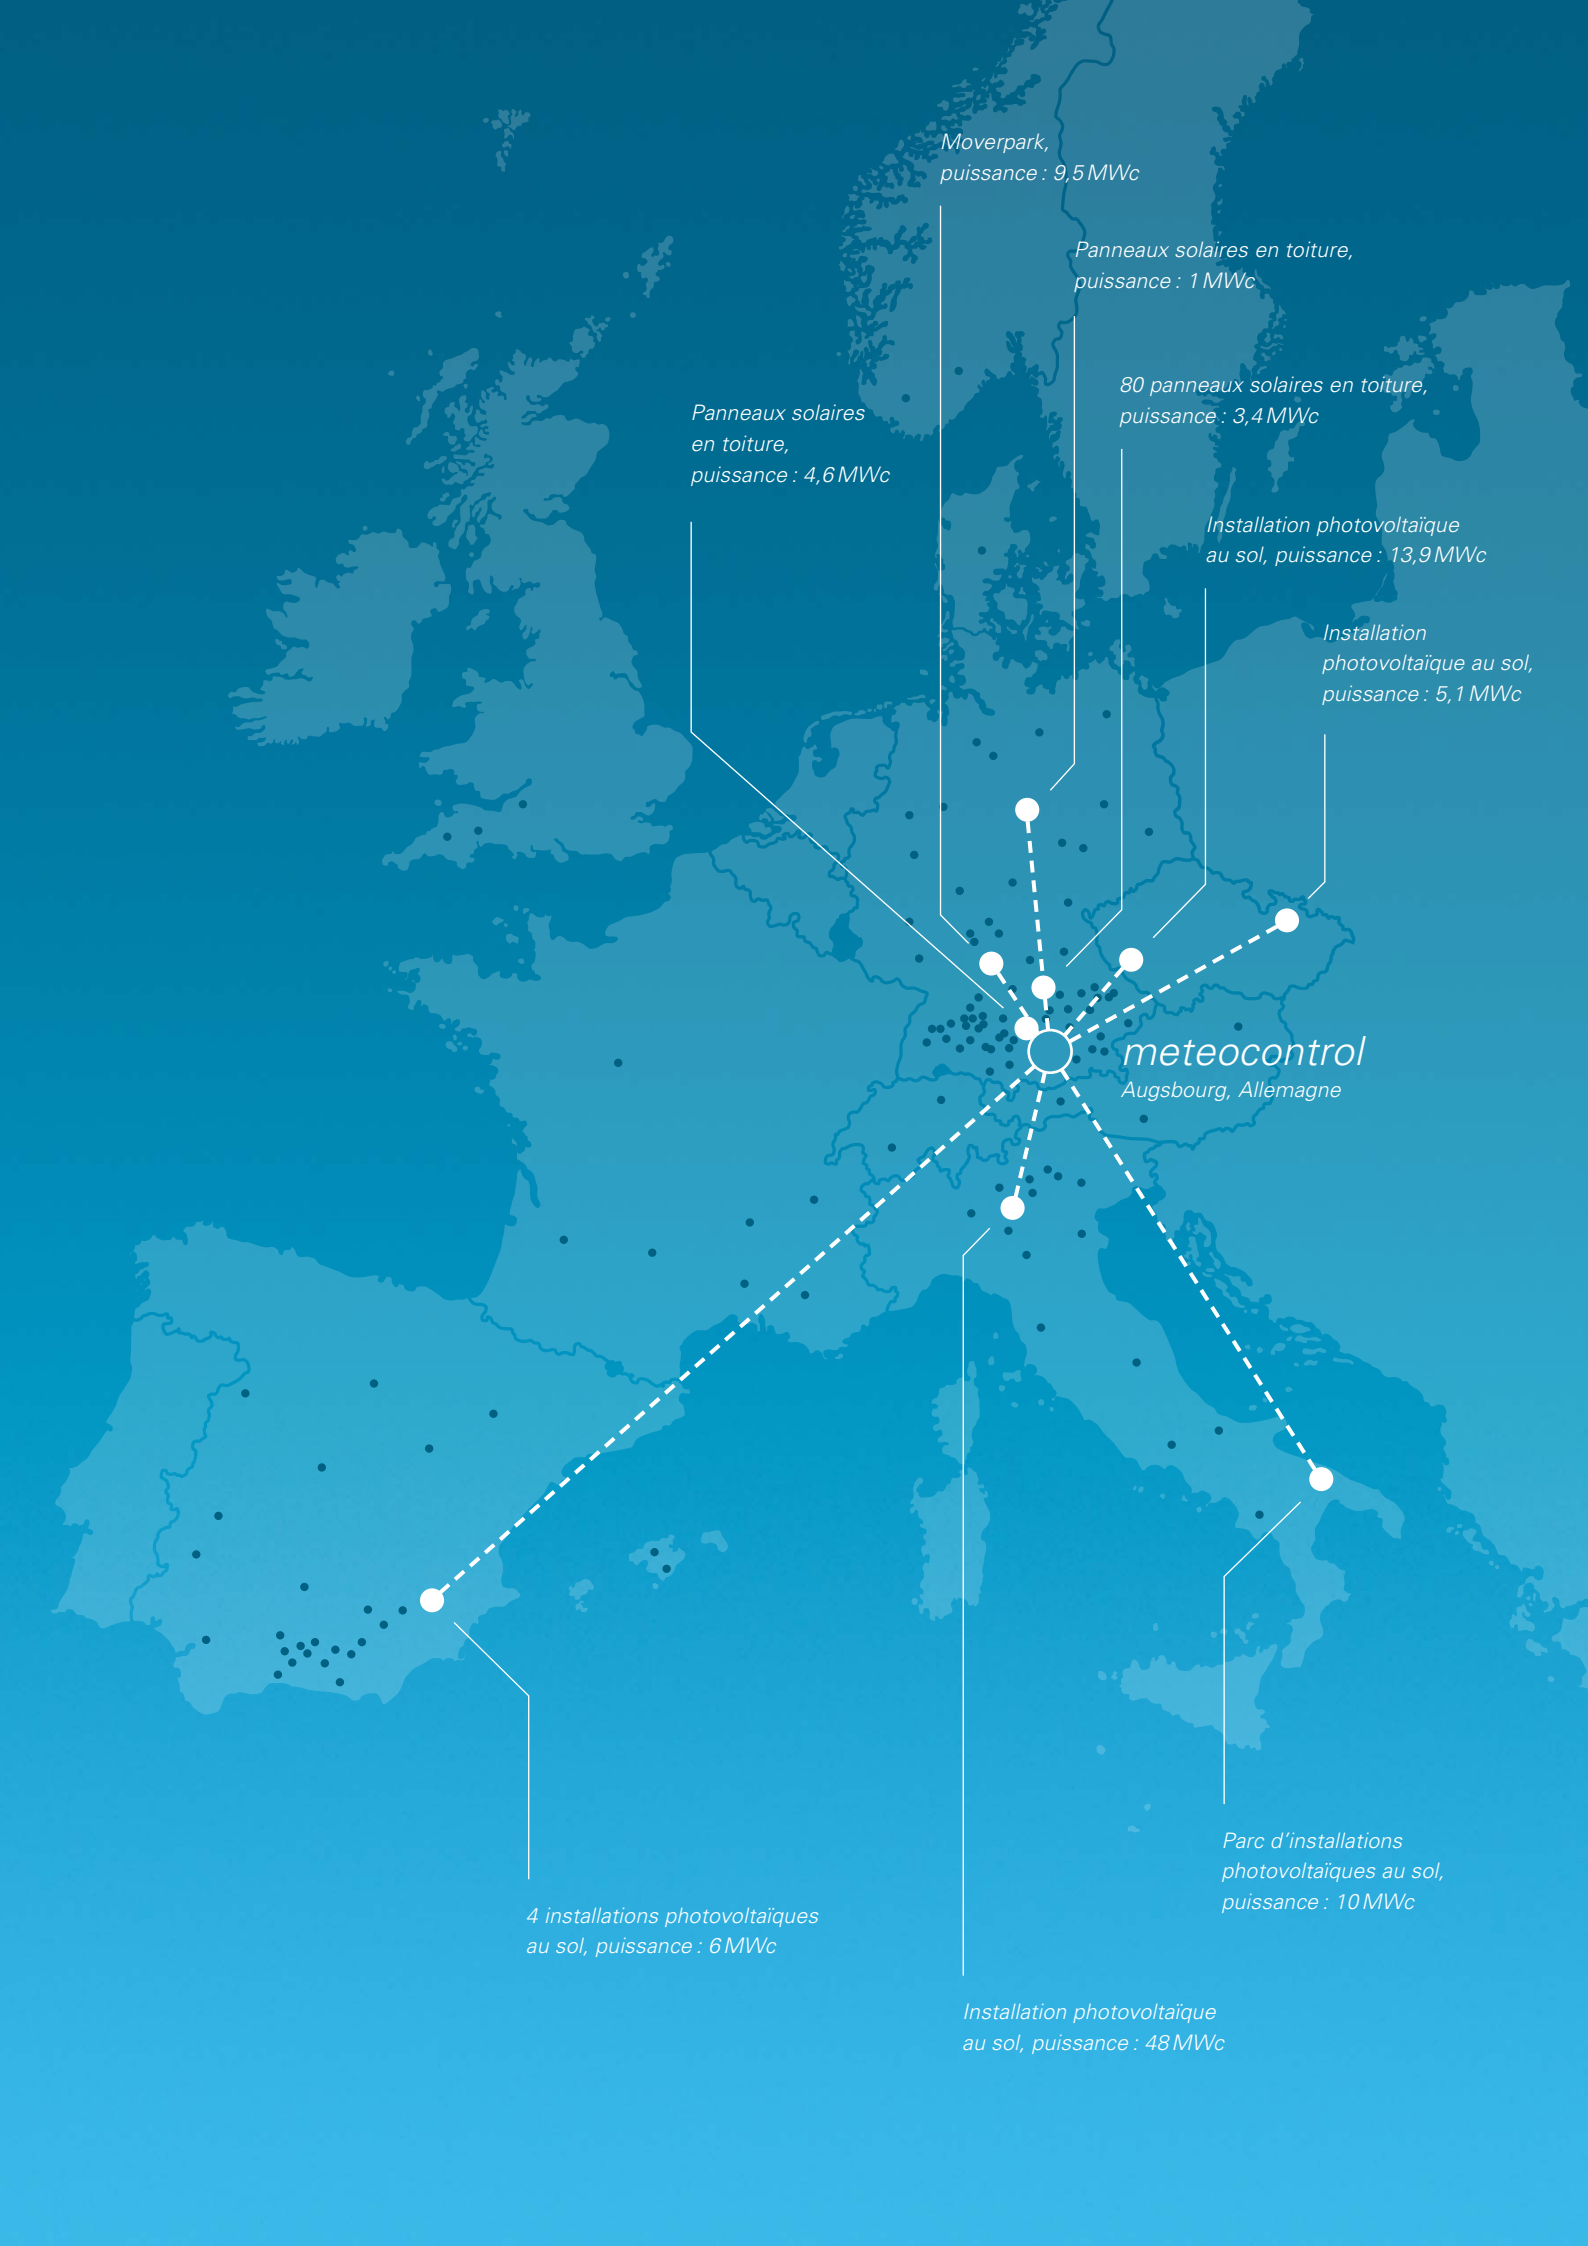 Moverpark,
puissance : 9,5 MWc
Panneaux solaires en toiture,
puissance : 1 MWc
80 panneaux solaires en toiture,
puissance : 3,4 MWc
Panneaux solaires
en toiture,
puissance : 4,6 MWc
Installation photovoltaïque
au sol, puissance : 13,9 MWc
Installation
photovoltaïque au sol,
puissance : 5,1 MWc
meteocontrol
Augsbourg, Allemagne
Parc d’installations
photovoltaïques au sol,
puissance : 10 MWc
4 installations photovoltaïques
au sol, puissance : 6 MWc
Installation photovoltaïque
au sol, puissance : 48 MWc